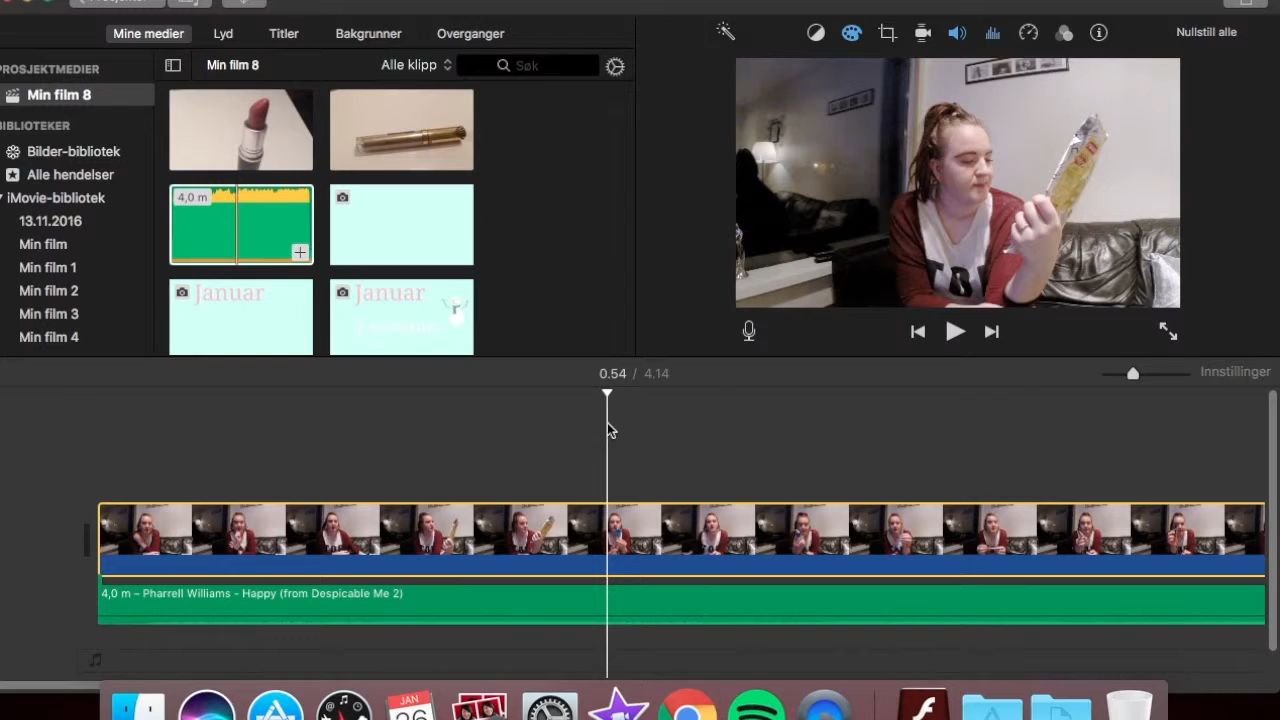 Mine medier Lyd Titler Bakgrunner Overganger
Nullstill alle
PROSJEKTMEDIER
Min film 8
Alle klipp
Søk
Min film 8
BIBLIOTEKER
Bilder-bibliotek
Alle hendelser
iMovie-bibliotek
13.11.2016
Min film
Min film 1
Min film 2
Min film 3
Min film 4
4,0 m
Januar
Januar
0.54 / 4.14
Innstillinger
4,0 m – Pharrell Williams - Happy (from Despicable Me 2)
JAN
26